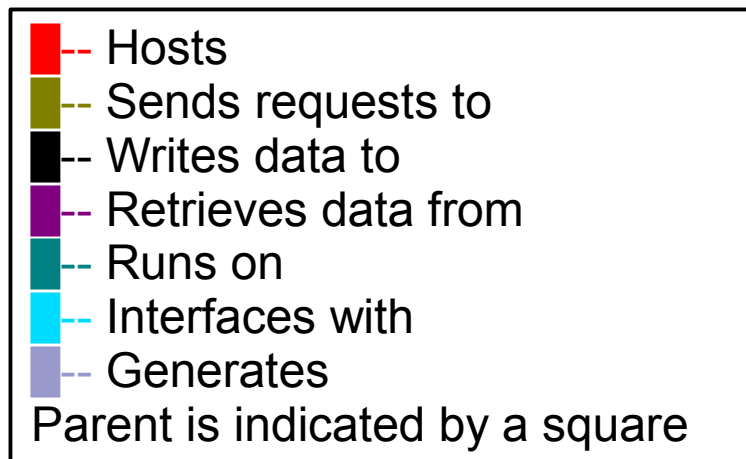 -- Hosts
-- Sends requests to
-- Writes data to
-- Retrieves data from
-- Runs on
-- Interfaces with
-- Generates
Parent is indicated by a square